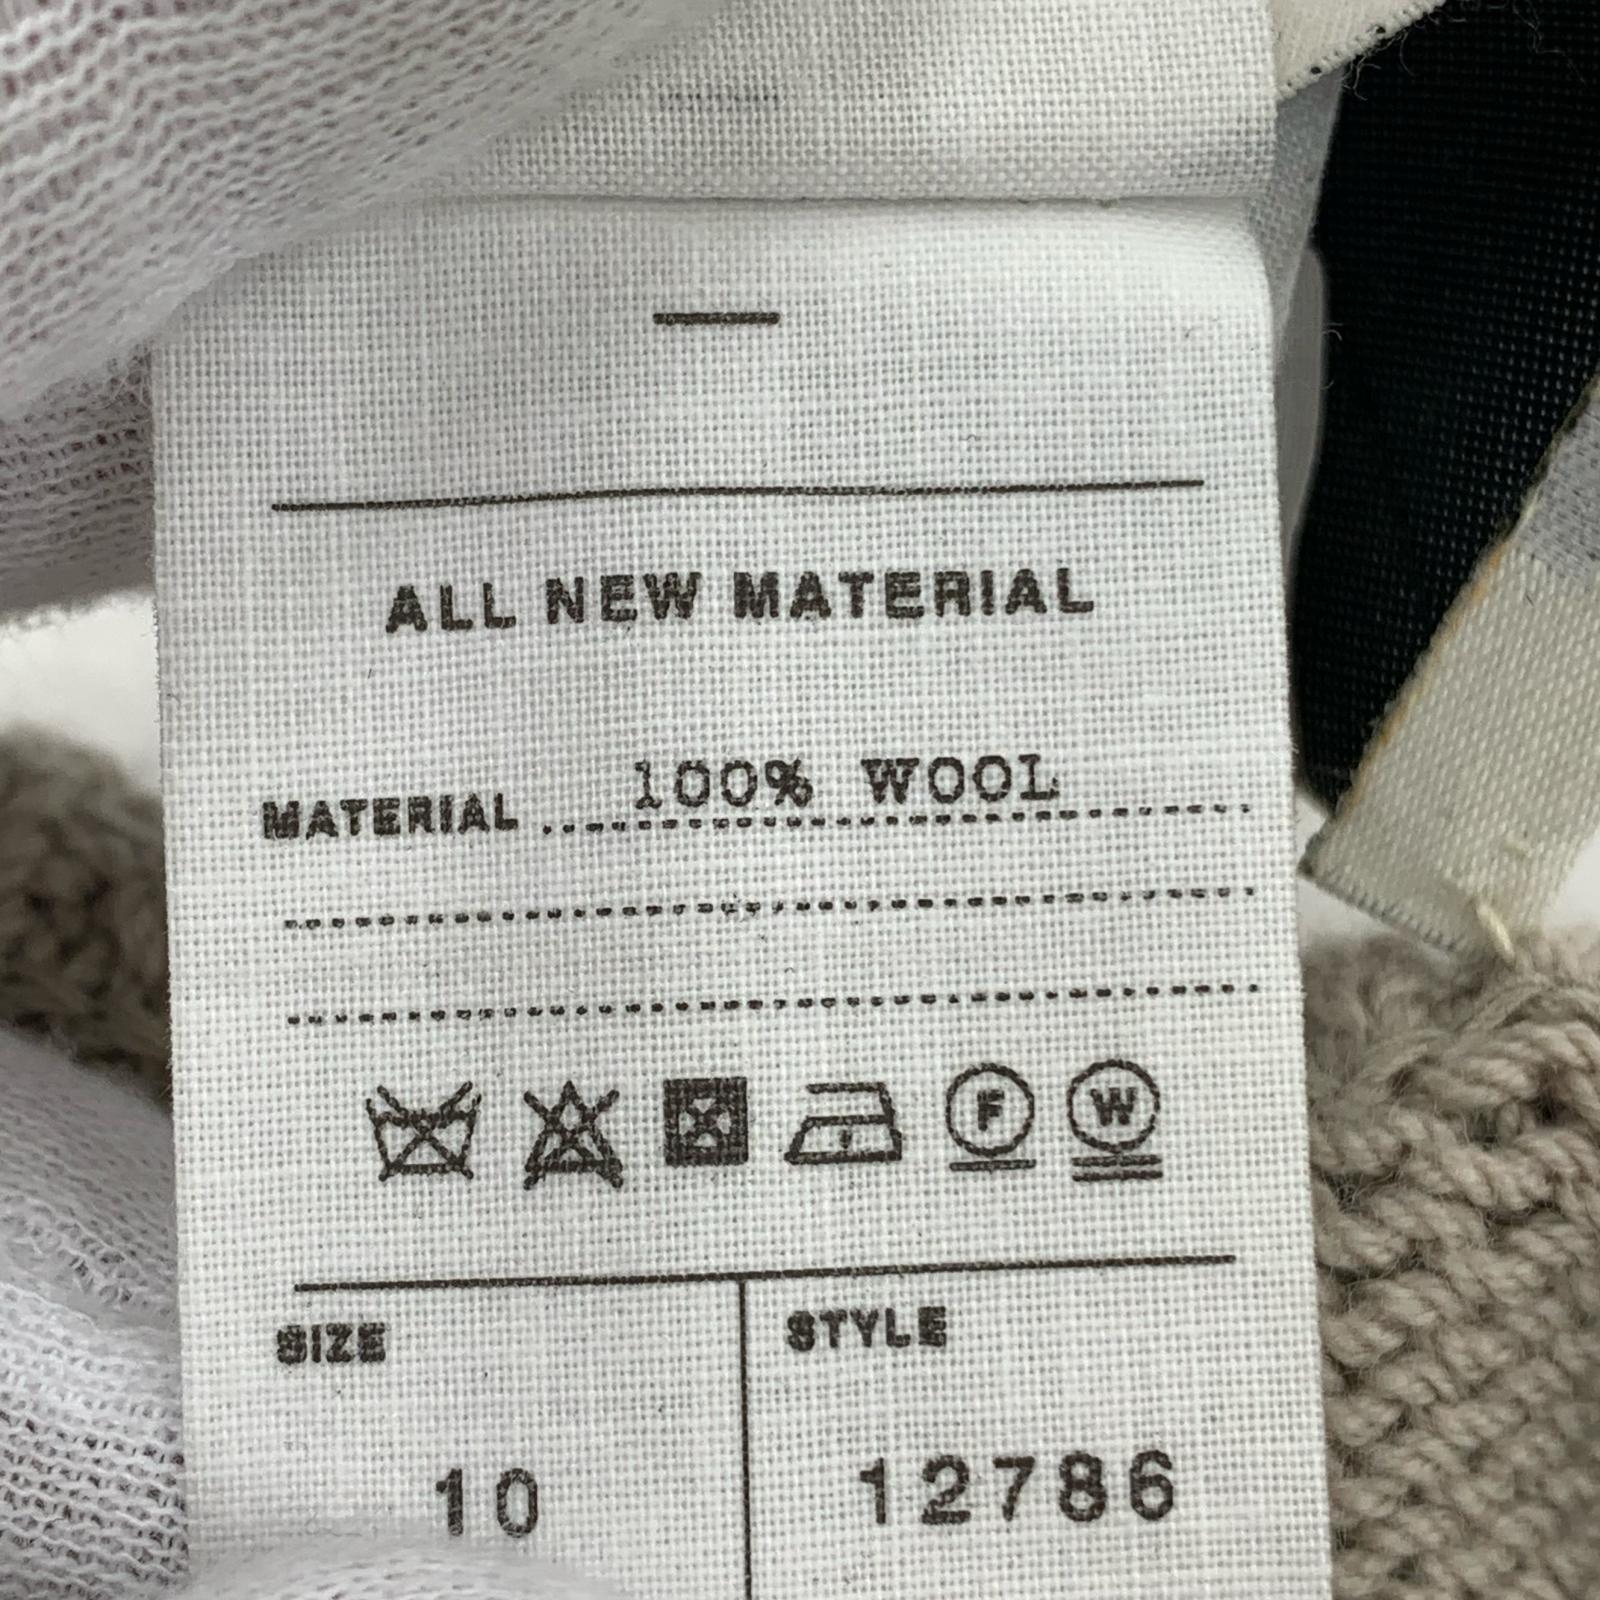 ALL NEW MATERIAL
MATERIAL 100% WOOL
F W
SIZE STYLE
10 12786